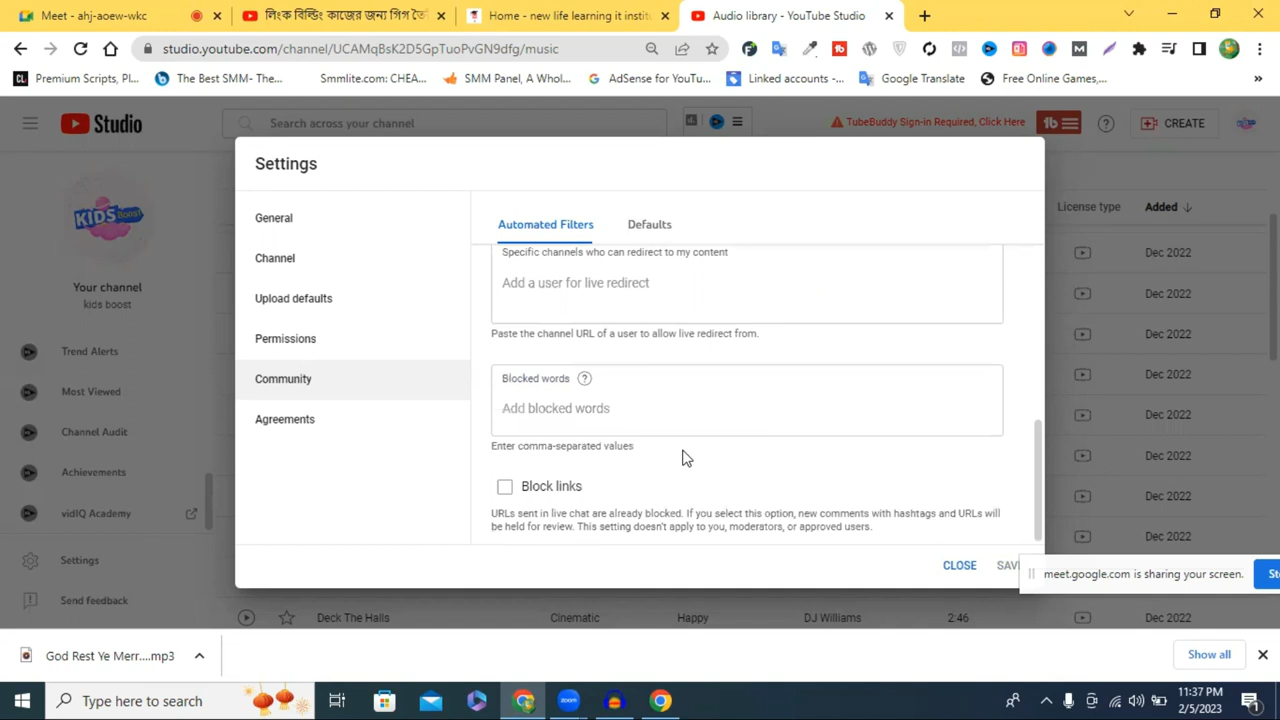 Meet - ahj-aoew-wkc
লিংক বিল্ডিং কাজের জন্য গিগ তৈ
Home - new life learning it instit
Audio library - YouTube Studio
studio.youtube.com/channel/UCAMqBsK2D5GpTuoPvGN9dfg/music
Premium Scripts, Pl...
The Best SMM- The...
Smmlite.com: CHEA...
SMM Panel, A Whol...
AdSense for YouTu...
Linked accounts -...
Google Translate
Free Online Games,...
Studio
Search across your channel
TubeBuddy Sign-in Required, Click Here
CREATE
Settings
License type
Added
General
Automated Filters
Defaults
Channel
Upload defaults
Permissions
Community
Agreements
Specific channels who can redirect to my content
Add a user for live redirect
Paste the channel URL of a user to allow live redirect from.
Blocked words
Add blocked words
Enter comma-separated values
Block links
URLs sent in live chat are already blocked. If you select this option, new comments with hashtags and URLs will
be held for review. This setting doesn't apply to you, moderators, or approved users.
CLOSE
SAV
KIDS
Boost
Your channel
kids boost
Trend Alerts
Most Viewed
Channel Audit
Achievements
vidIQ Academy
Settings
Send feedback
Dec 2022
Dec 2022
Dec 2022
Dec 2022
Dec 2022
Dec 2022
Dec 2022
Dec 2022
meet.google.com is sharing your screen.
Sto
Deck The Halls
Cinematic
Happy
DJ Williams
2:46
Dec 2022
God Rest Ye Merr....mp3
Show all
Type here to search
zoom
11:37 PM
2/5/2023